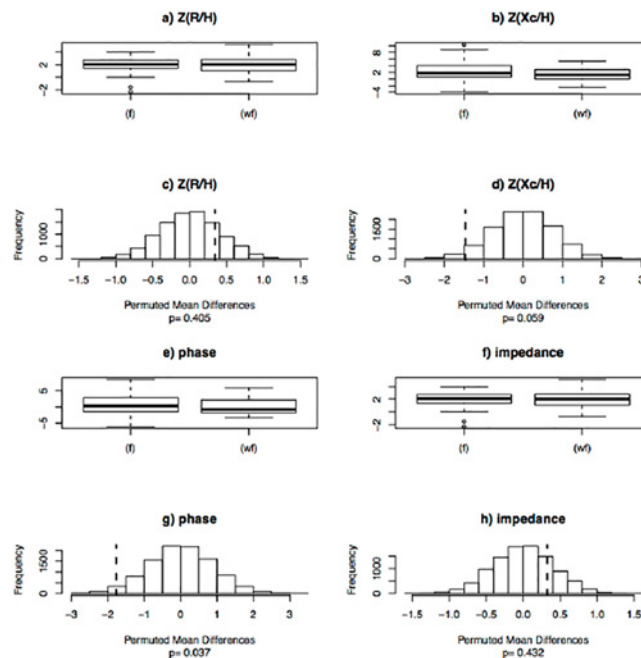 a) Z(R/H)
2
-2
(f) (wf)
b) Z(Xc/H)
8
2
-4
(f) (wf)
c) Z(R/H)
Frequency
1000
0
-1.5 -1.0 -0.5 0.0 0.5 1.0 1.5
Permuted Mean Differences
p= 0.405
d) Z(Xc/H)
Frequency
1500
0
-3 -2 -1 0 1 2 3
Permuted Mean Differences
p= 0.059
e) phase
5
-5
(f) (wf)
f) impedance
2
-2
(f) (wf)
g) phase
Frequency
1500
0
-3 -2 -1 0 1 2 3
Permuted Mean Differences
p= 0.037
h) impedance
Frequency
1000
0
-1.5 -1.0 -0.5 0.0 0.5 1.0 1.5
Permuted Mean Differences
p= 0.432